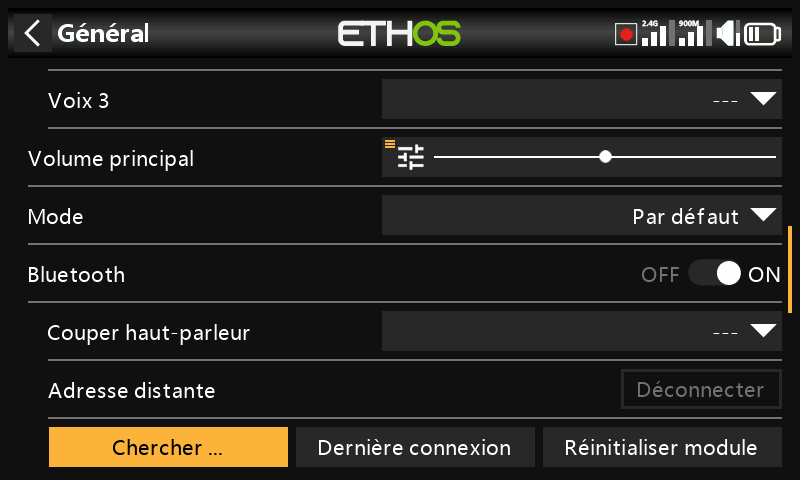 Général
ETHOS
2.4G
900M
Voix 3
---
Volume principal
Mode
Par défaut
Bluetooth
OFF
ON
Couper haut-parleur
---
Adresse distante
Déconnecter
Chercher ...
Dernière connexion
Réinitialiser module